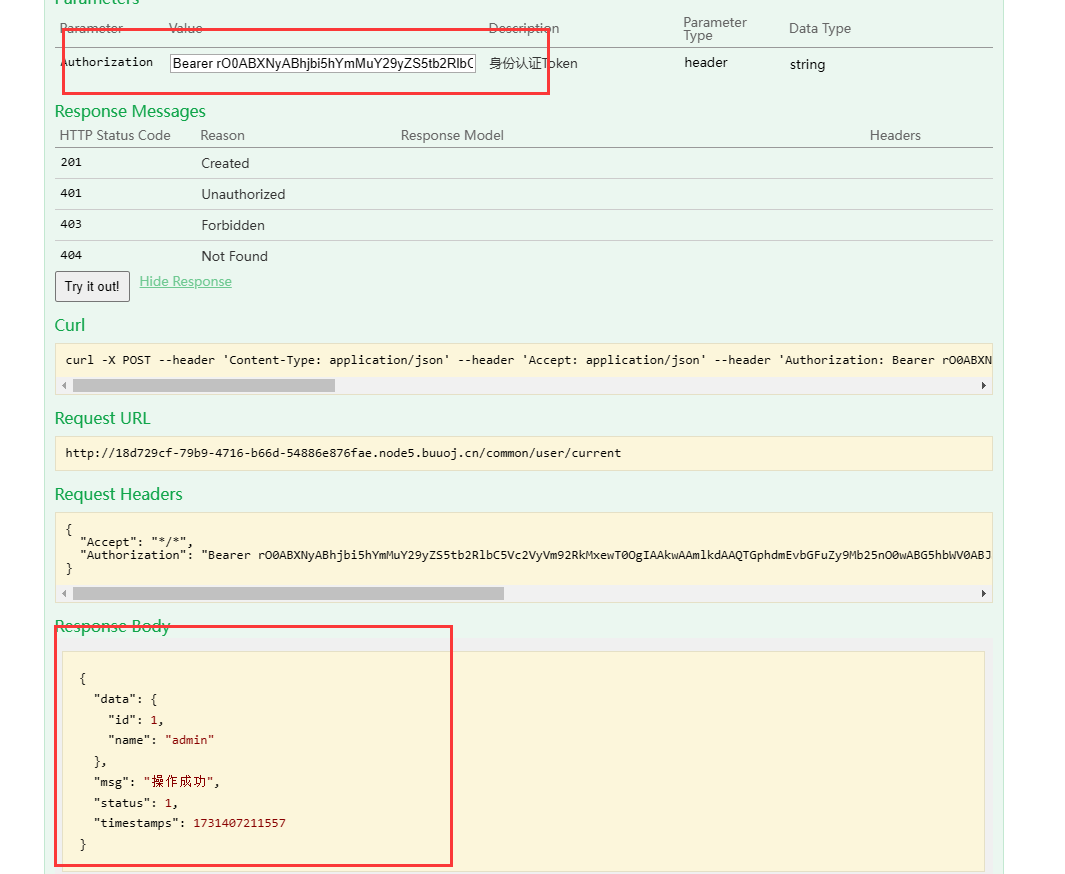 Parameters
Parameter Value Description Parameter Type Data Type
Authorization Bearer rO0ABXNyABhjbi5hYmMuY29yZS5tb2RlbC 身份认证Token header string
Response Messages
HTTP Status Code Reason Response Model Headers
201 Created
401 Unauthorized
403 Forbidden
404 Not Found
Try it out! Hide Response
Curl
curl -X POST --header 'Content-Type: application/json' --header 'Accept: application/json' --header 'Authorization: Bearer rO0ABXN
Request URL
http://18d729cf-79b9-4716-b66d-54886e876fae.node5.buuoj.cn/common/user/current
Request Headers
{
"Accept": "*/*",
"Authorization": "Bearer rO0ABXNyABhjbi5hYmMuY29yZS5tb2RlbC5Vc2VyVm92RkMxewT0OgIAAkwAAmlkdAAQTGphdmEvbGFuZy9Mb25nO0wABG5hbWV0ABJ
}
Response Body
{
"data": {
"id": 1,
"name": "admin"
},
"msg": "操作成功",
"status": 1,
"timestamps": 1731407211557
}